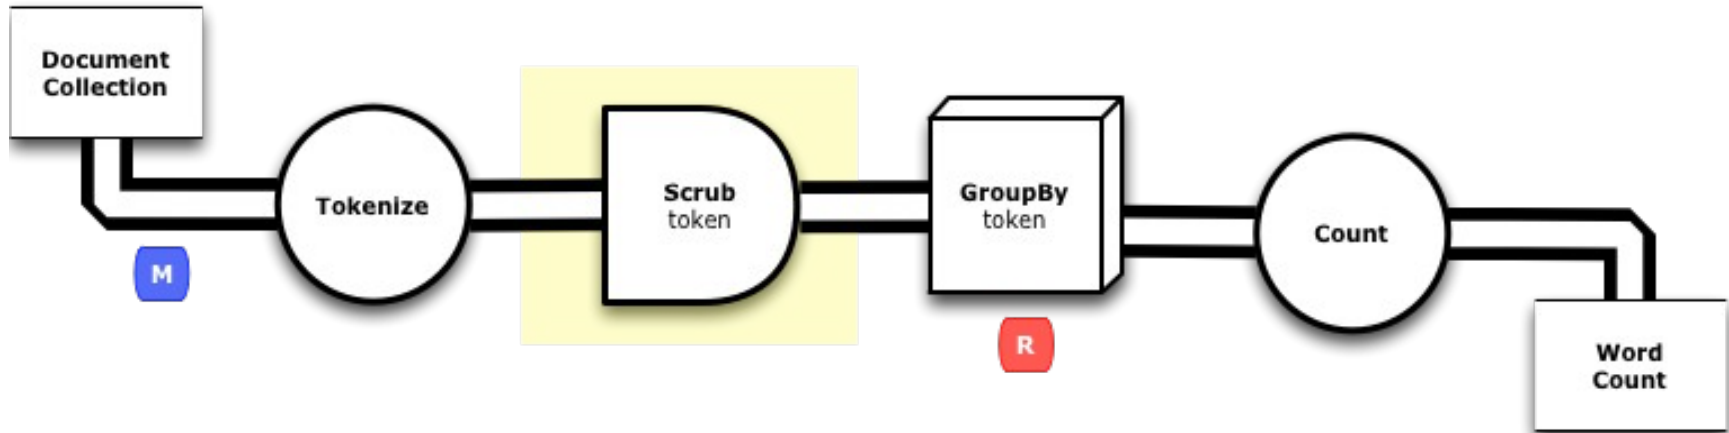 Document
Collection
M
Tokenize
Scrub
token
GroupBy
token
R
Count
Word
Count